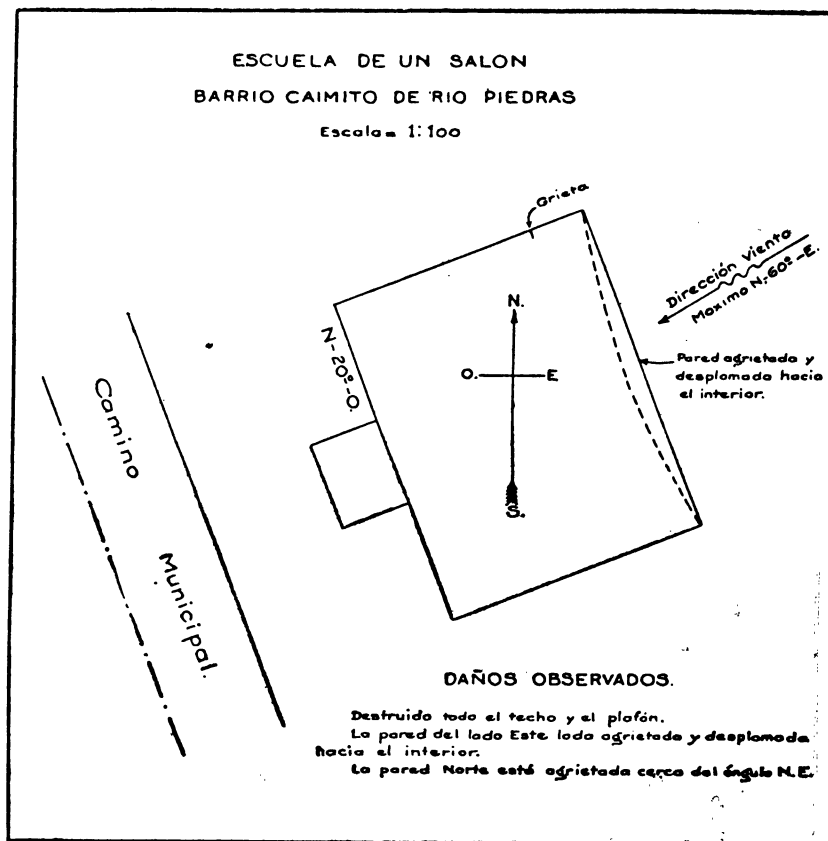 ESCUELA DE UN SALON
BARRIO CAIMITO DE RIO PIEDRAS
Escala= 1:100
Grieta
Dirección Viento
Maximo N-60º-E.
N.
N-20º-O.
O. E
Pared agrietada y
desplomada hacia
el interior.
S.
Camino
Municipal.
DAÑOS OBSERVADOS.
Destruido todo el techo y el plafón.
La pared del lado Este toda agrietada y desplomada
hacia el interior.
La pared Norte está agrietada cerca del ángulo N.E.